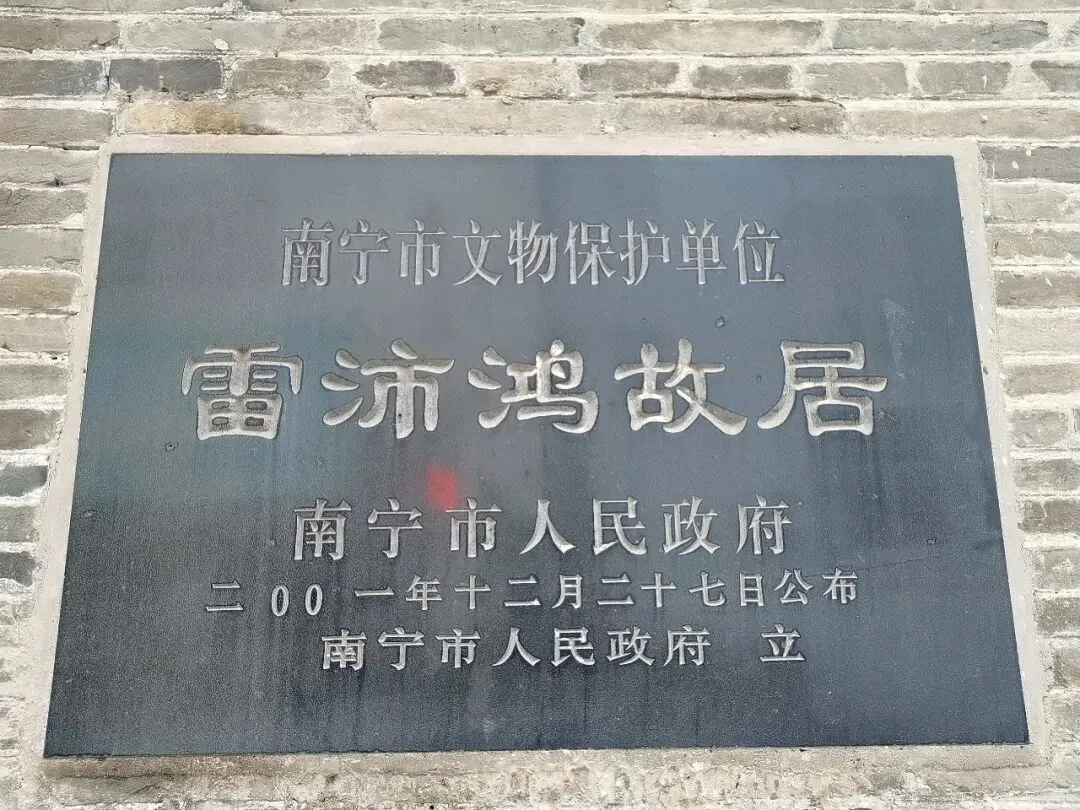 南宁市文物保护单位
雷沛鸿故居
南宁市人民政府
二00一年十二月二十七日公布
南宁市人民政府 立